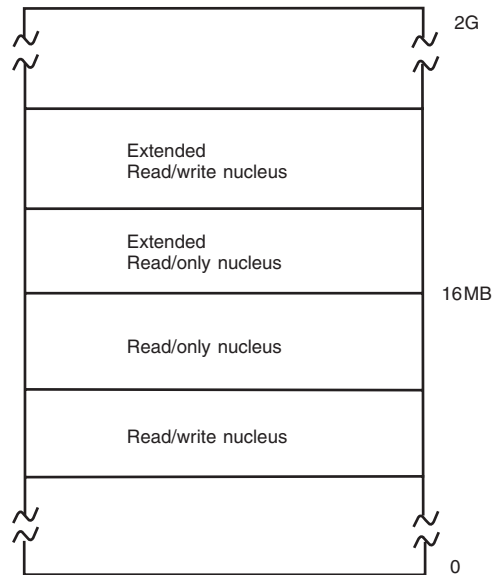 2G
Extended
Read/write nucleus
Extended
Read/only nucleus
16MB
Read/only nucleus
Read/write nucleus
0